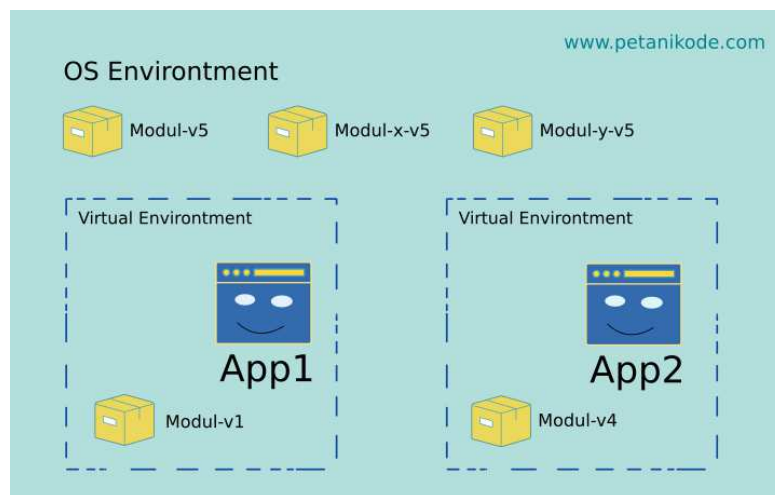 www.petanikode.com
OS Environtment
Modul-v5
Modul-x-v5
Modul-y-v5
Virtual Environtment
Virtual Environtment
App1
App2
Modul-v1
Modul-v4